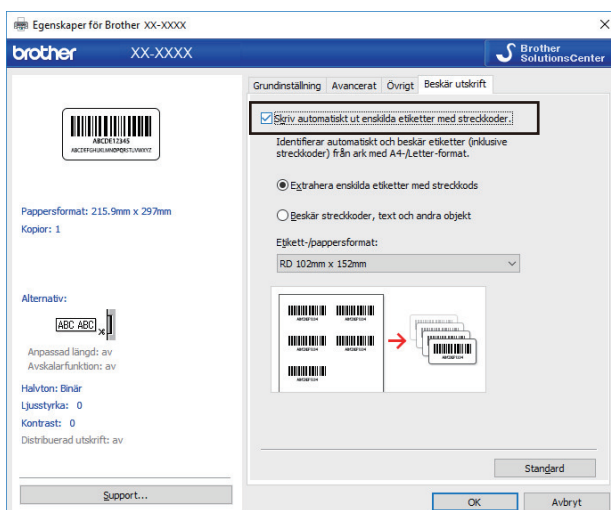 Egenskaper för Brother XX-XXXX
brother XX-XXXX
Brother
SolutionsCenter
Grundinställning Avancerat Övrigt Beskär utskrift
Skriv automatiskt ut enskilda etiketter med streckkoder.
Identifierar automatiskt och beskär etiketter (inklusive
streckkoder) från ark med A4-/Letter-format.
Extrahera enskilda etiketter med streckkods
Beskär streckkoder, text och andra objekt
Etikett-/pappersformat:
RD 102mm x 152mm
ABCDE12345
Pappersformat: 215.9mm x 297mm
Kopior: 1
Alternativ:
ABC ABC
Anpassad längd: av
Avskalarfunktion: av
Halvton: Binär
Ljusstyrka: 0
Kontrast: 0
Distribuerad utskrift: av
Support...
Standard
OK Avbryt